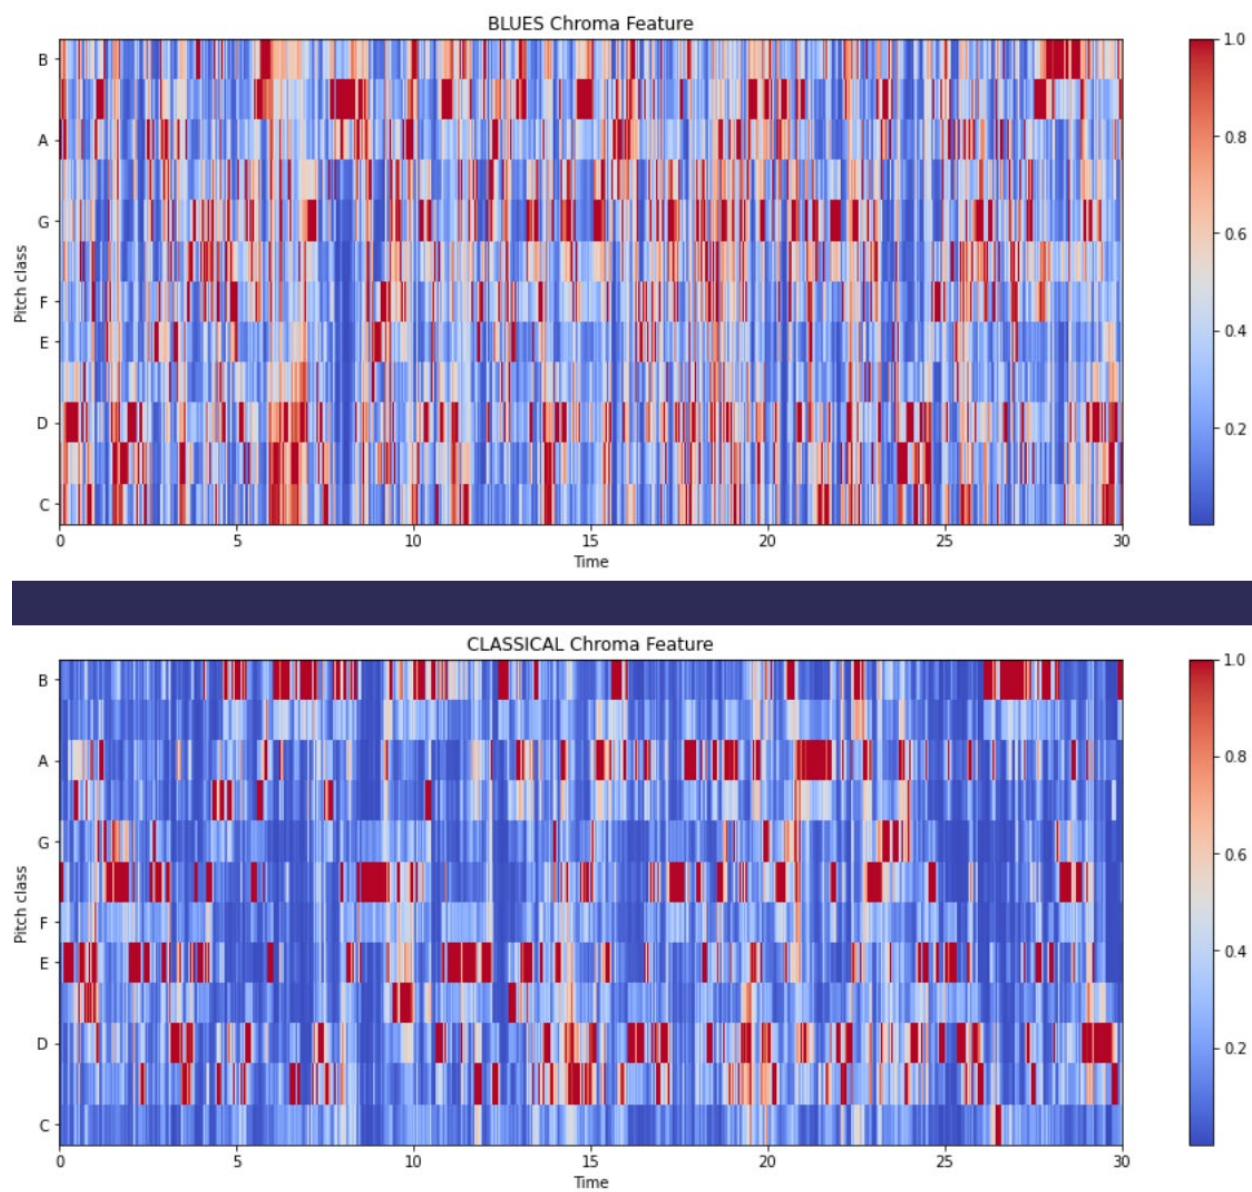 BLUES Chroma Feature
B
A
G
F
E
D
C
Pitch class
0 5 10 15 20 25 30
Time
1.0
0.8
0.6
0.4
0.2
CLASSICAL Chroma Feature
B
A
G
F
E
D
C
Pitch class
0 5 10 15 20 25 30
Time
1.0
0.8
0.6
0.4
0.2